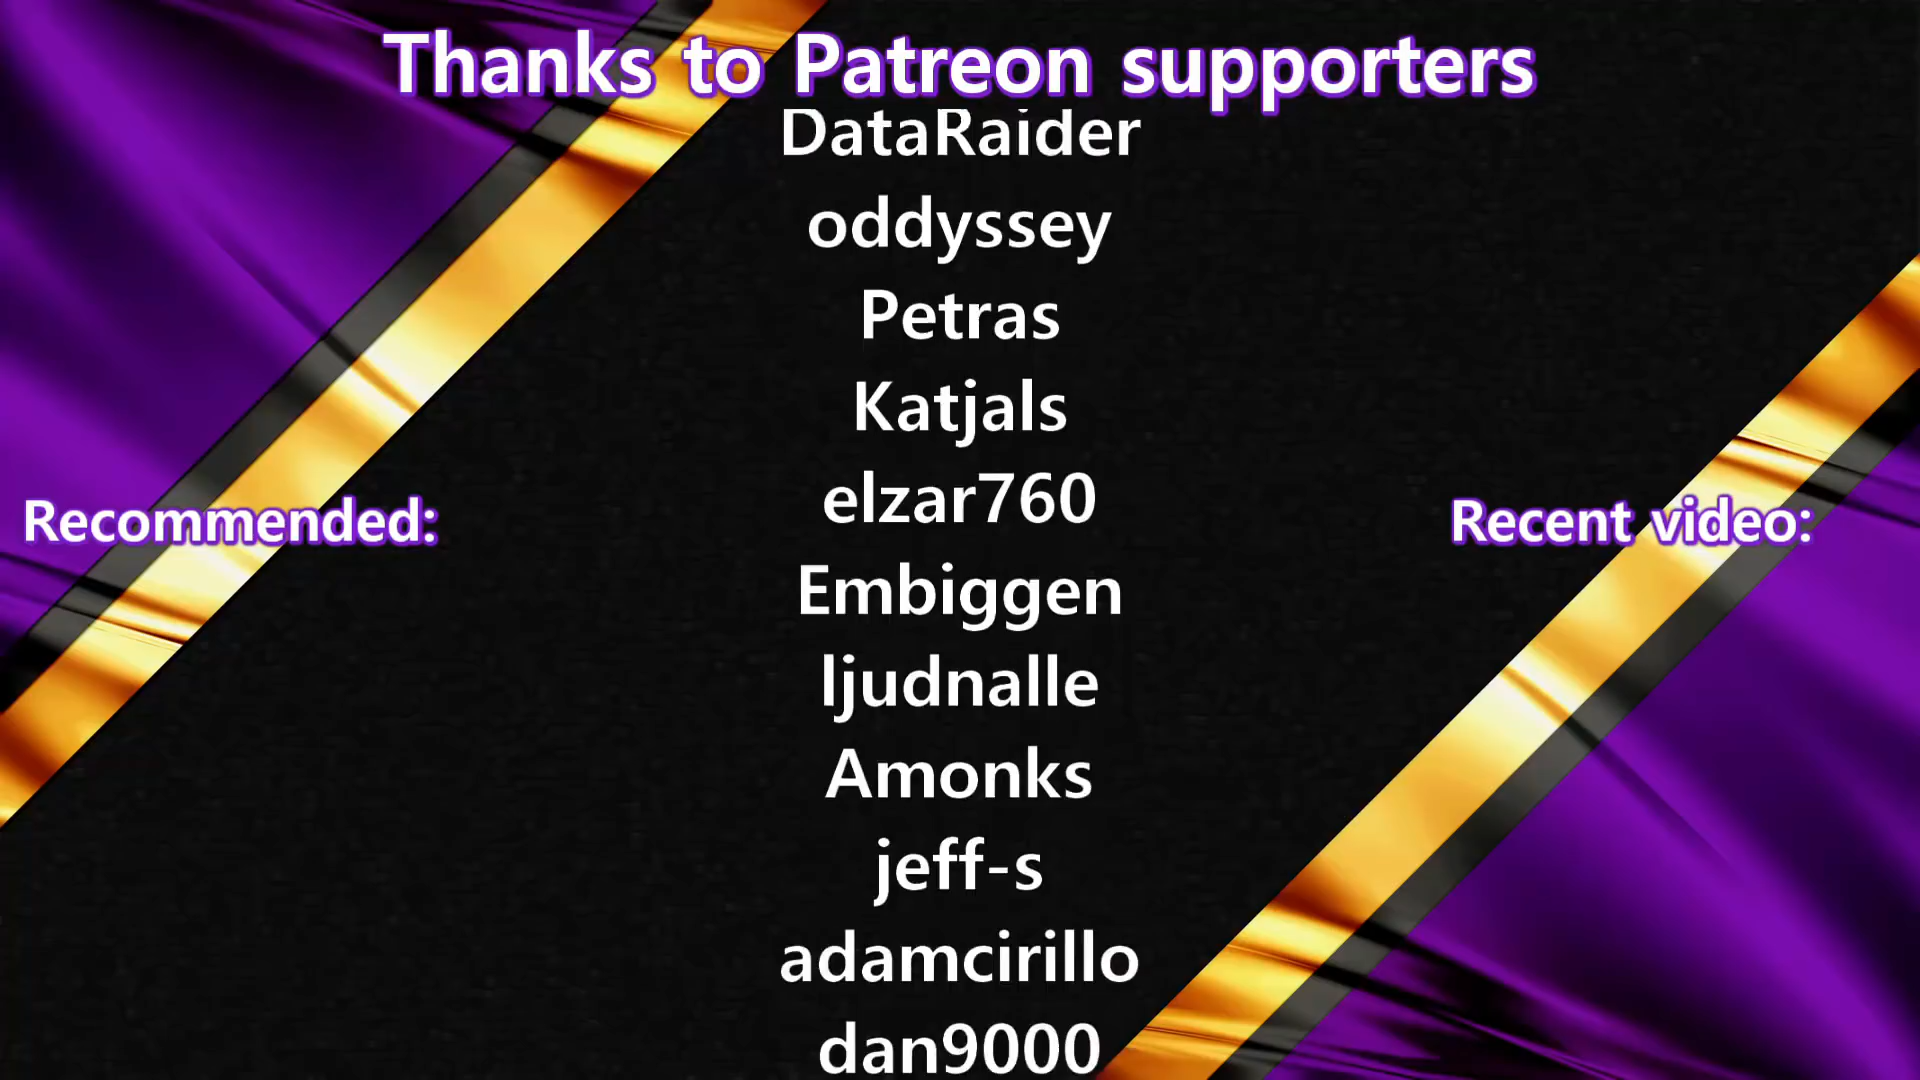 Thanks to Patreon supporters
DataRaider
oddyssey
Petras
Katjals
elzar760
Recommended:
Recent video:
Embiggen
ljudnalle
Amonks
jeff-s
adamcirillo
dan9000